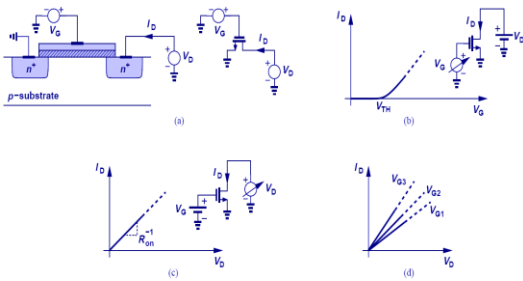 − +
V_G
I_D
n⁺
n⁺
+
−
V_D
p−substrate
− +
V_G
I_D
+
−
V_D
(a)
I_D
V_TH
V_G
I_D
V_G
+
−
+
−
V_D
(b)
I_D
R_on⁻¹
V_D
I_D
V_G
+
−
+
−
V_D
(c)
I_D
V_G3
V_G2
V_G1
V_D
(d)